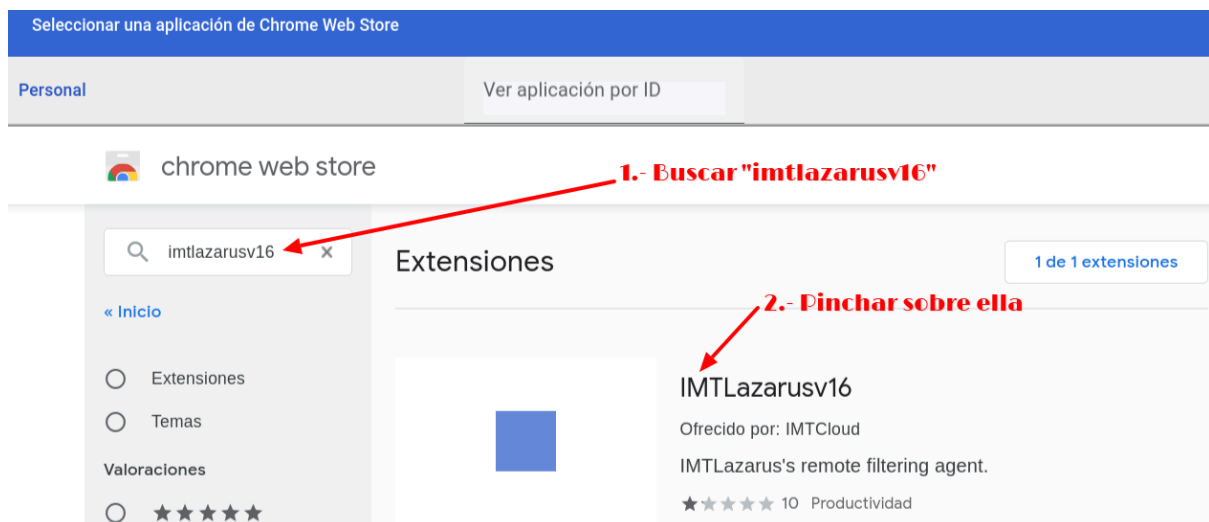 Seleccionar una aplicación de Chrome Web Store
Personal
Ver aplicación por ID
chrome web store
1.- Buscar "imtlazarusv16"
imtlazarusv16
Extensiones
1 de 1 extensiones
« Inicio
2.- Pinchar sobre ella
Extensiones
Temas
Valoraciones
IMTLazarusv16
Ofrecido por: IMTCloud
IMTLazarus's remote filtering agent.
10 Productividad